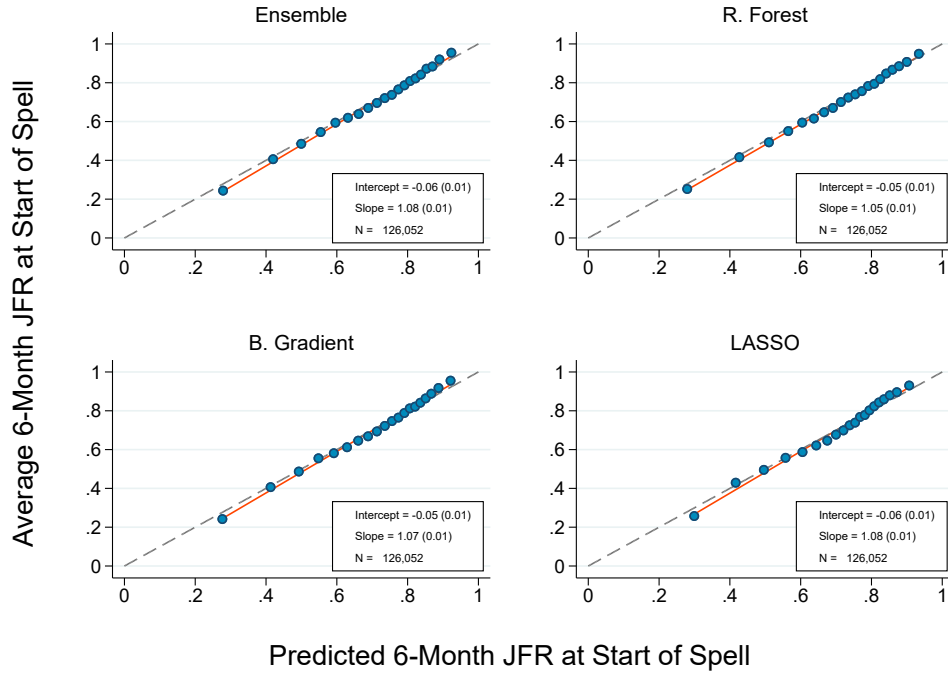 Ensemble
1
.8
.6
.4
.2
0
0 .2 .4 .6 .8 1
Intercept = -0.06 (0.01)
Slope = 1.08 (0.01)
N = 126,052
R. Forest
1
.8
.6
.4
.2
0
0 .2 .4 .6 .8 1
Intercept = -0.05 (0.01)
Slope = 1.05 (0.01)
N = 126,052
B. Gradient
1
.8
.6
.4
.2
0
0 .2 .4 .6 .8 1
Intercept = -0.05 (0.01)
Slope = 1.07 (0.01)
N = 126,052
LASSO
1
.8
.6
.4
.2
0
0 .2 .4 .6 .8 1
Intercept = -0.06 (0.01)
Slope = 1.08 (0.01)
N = 126,052
Average 6-Month JFR at Start of Spell
Predicted 6-Month JFR at Start of Spell